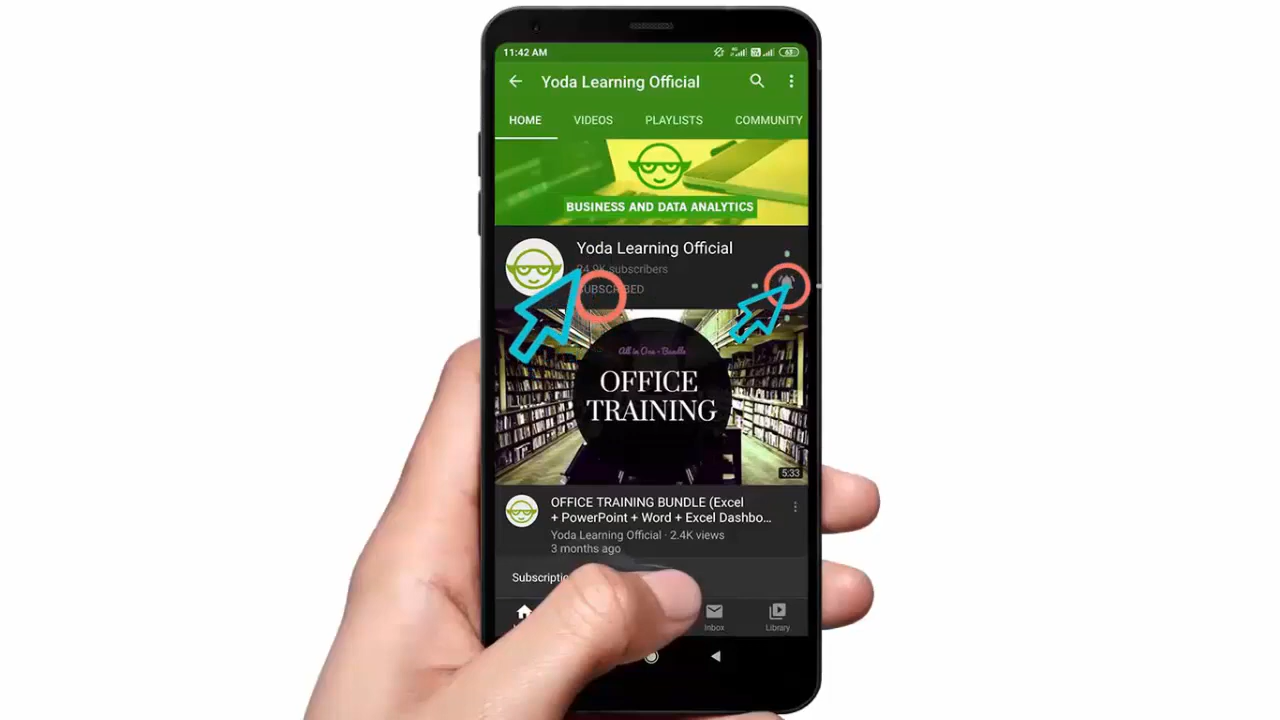 11:42 AM
63
Yoda Learning Official
HOME VIDEOS PLAYLISTS COMMUNITY
BUSINESS AND DATA ANALYTICS
Yoda Learning Official
subscribers
SUBSCRIBED
All in One - Bundle
OFFICE
TRAINING
5:33
OFFICE TRAINING BUNDLE (Excel
+ PowerPoint + Word + Excel Dashbo...
Yoda Learning Official · 2.4K views
3 months ago
Inbox Library